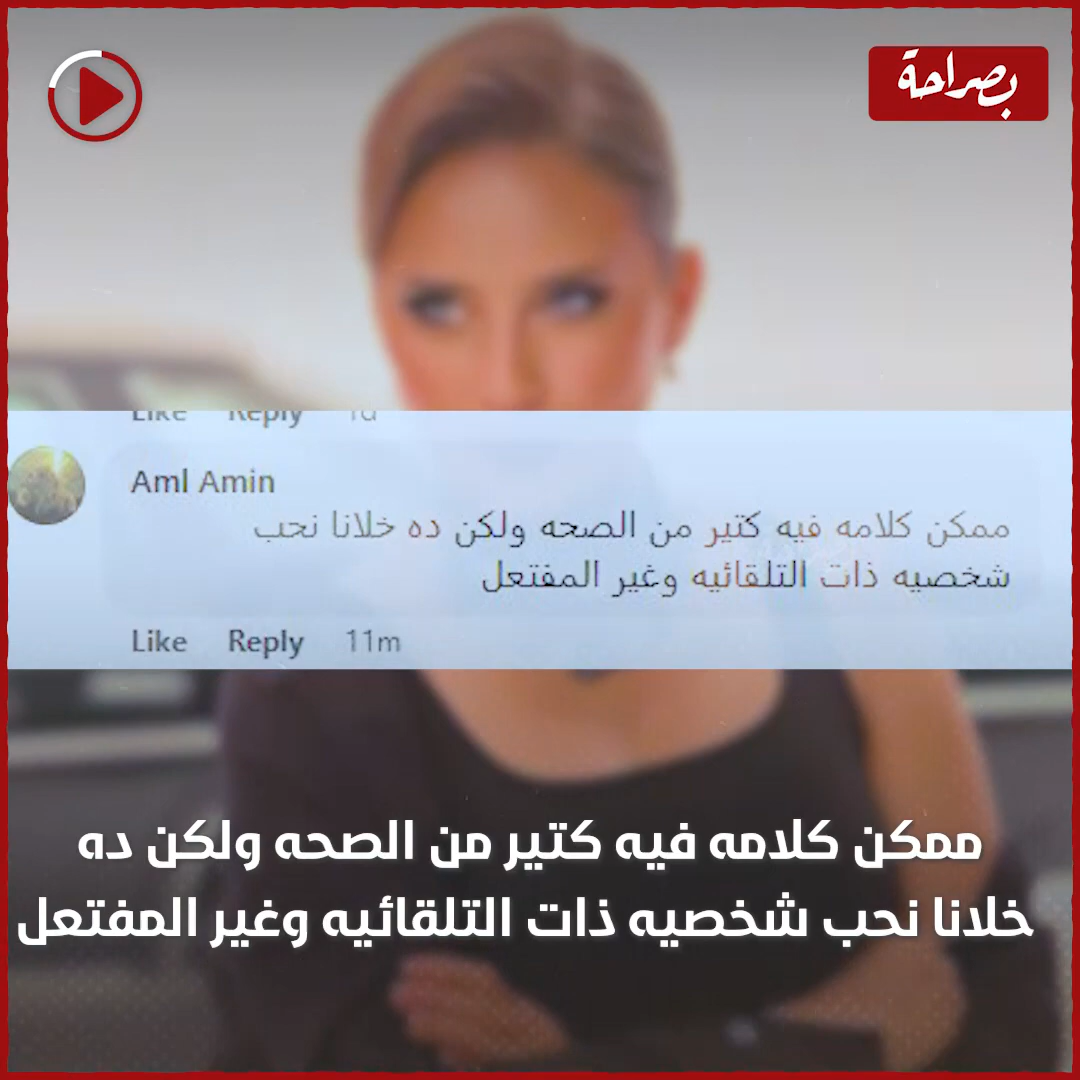 بصراحة
Like Reply 1d
Aml Amin
ممكن كلامه فيه كتير من الصحه ولكن ده خلانا نحب
شخصيه ذات التلقائيه وغير المفتعل
Like Reply 11m
ممكن كلامه فيه كتير من الصحه ولكن ده
خلانا نحب شخصيه ذات التلقائيه وغير المفتعل